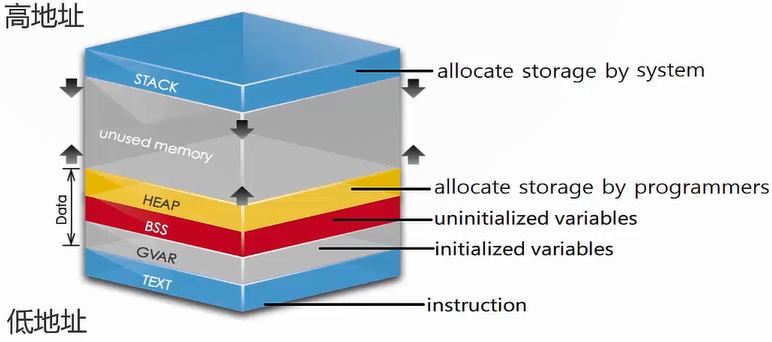 高地址
STACK
allocate storage by system
unused memory
HEAP
allocate storage by programmers
Data
BSS
uninitialized variables
GVAR
initialized variables
TEXT
instruction
低地址